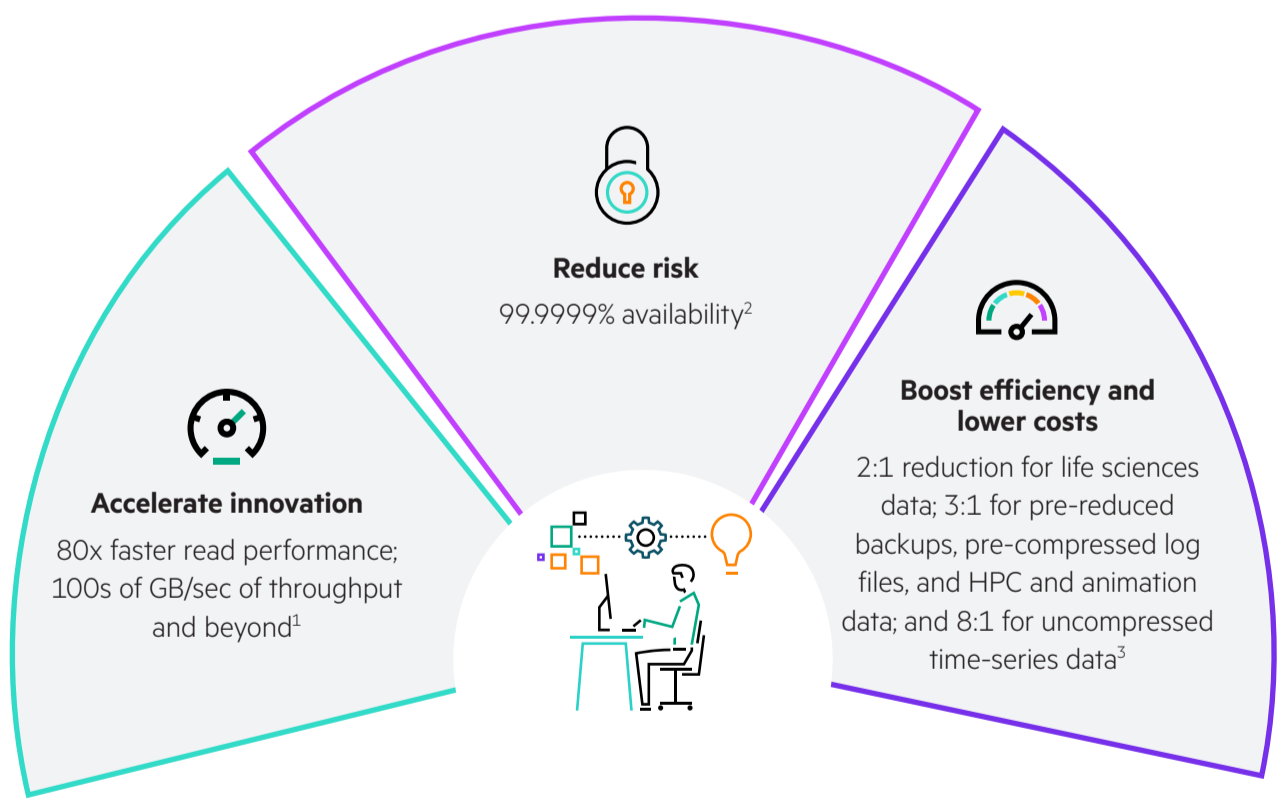 Accelerate innovation
80x faster read performance;
100s of GB/sec of throughput
and beyond¹
Reduce risk
99.9999% availability²
Boost efficiency and
lower costs
2:1 reduction for life sciences
data; 3:1 for pre-reduced
backups, pre-compressed log
files, and HPC and animation
data; and 8:1 for uncompressed
time-series data³